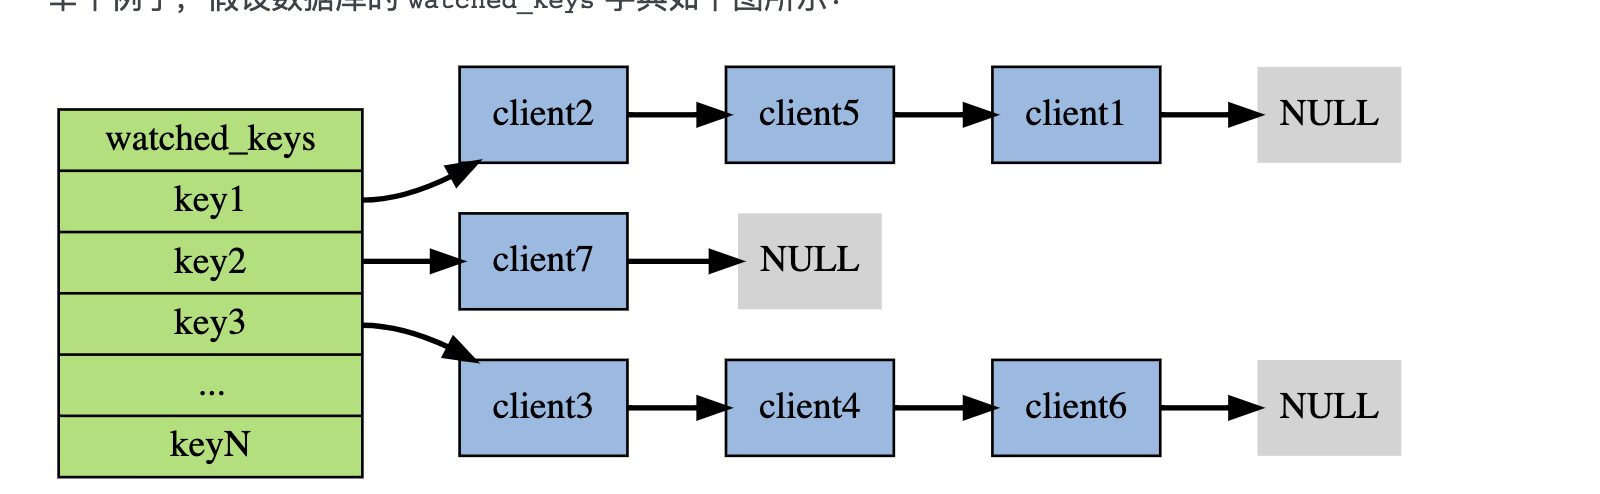 举个例子，假设数据库的 watched_keys 字典如下图所示：
client2 client5 client1 NULL
watched_keys
key1
client7 NULL
key2
key3
client3 client4 client6 NULL
...
keyN